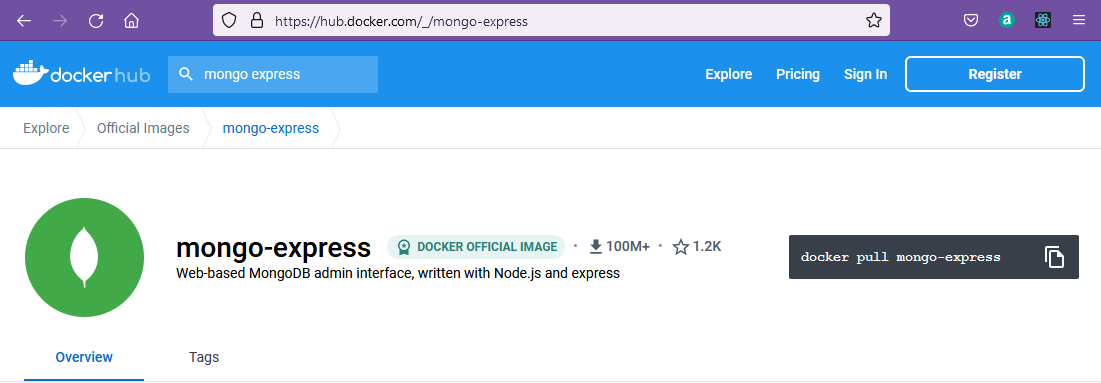 https://hub.docker.com/_/mongo-express
dockerhub
mongo express
Explore Pricing Sign In Register
Explore Official Images mongo-express
mongo-express DOCKER OFFICIAL IMAGE · 100M+ · 1.2K
Web-based MongoDB admin interface, written with Node.js and express
docker pull mongo-express
Overview Tags